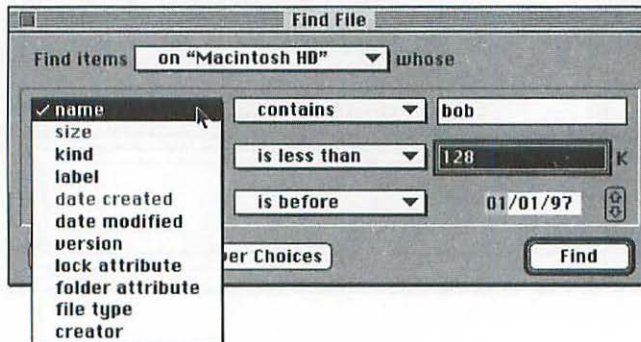 Find File
Find items on “Macintosh HD” whose
✓ name contains bob
size
kind is less than 128 K
label
date created is before 01/01/97
date modified
version
lock attribute er Choices Find
folder attribute
file type
creator